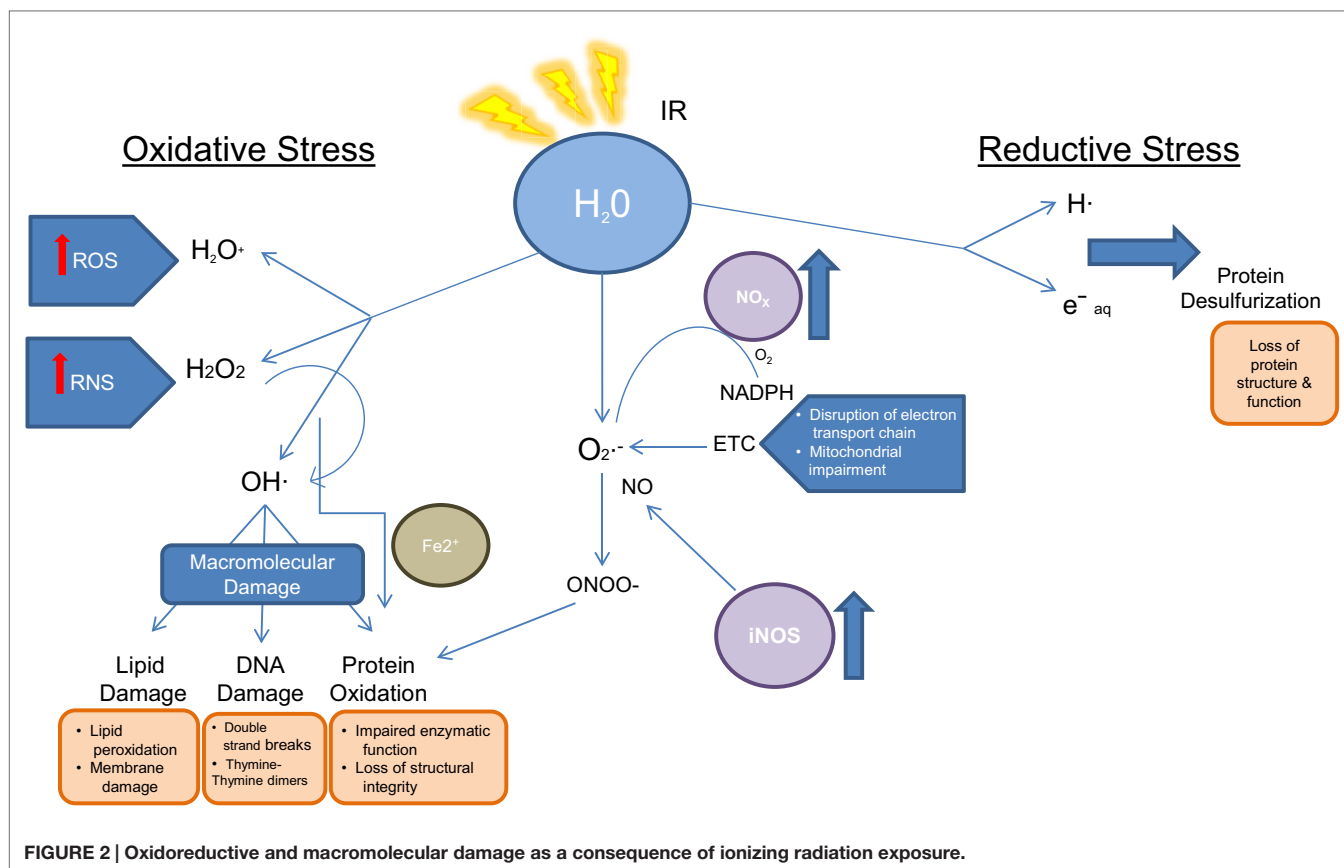 IR
Oxidative Stress
Reductive Stress
H₂0
ROS
H₂O⁺
RNS
H2O2
H·
e⁻ aq
Protein
Desulfurization
Loss of
protein
structure &
function
NOₓ
O₂
NADPH
O₂·⁻
ETC
• Disruption of electron
transport chain
• Mitochondrial
impairment
NO
OH·
Fe2⁺
Macromolecular
Damage
ONOO-
iNOS
Lipid
Damage
DNA
Damage
Protein
Oxidation
• Lipid
peroxidation
• Membrane
damage
• Double
strand breaks
• Thymine-
Thymine dimers
• Impaired enzymatic
function
• Loss of structural
integrity
FIGURE 2 | Oxidoreductive and macromolecular damage as a consequence of ionizing radiation exposure.